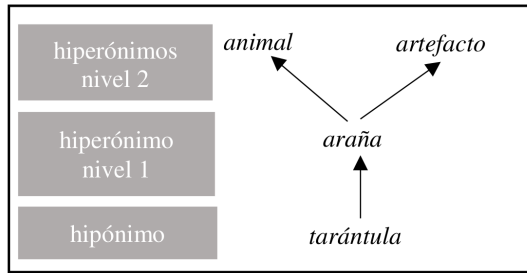 hiperónimos
nivel 2
animal
artefacto
hiperónimo
nivel 1
araña
hipónimo
tarántula